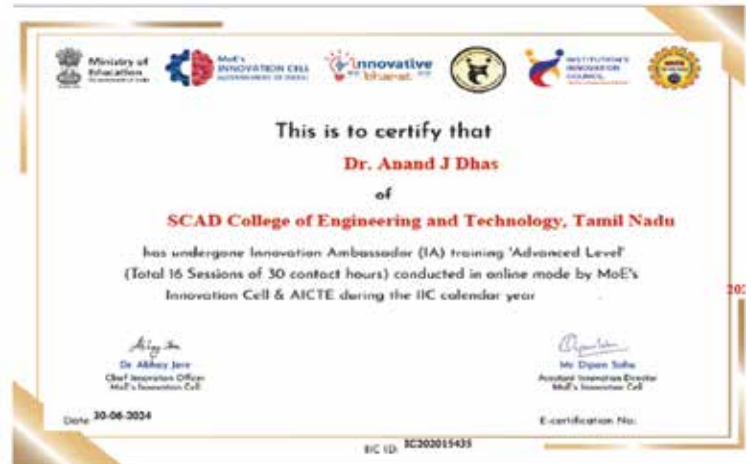 Ministry of
Education
MoE's
INNOVATION CELL
(GOVERNMENT OF INDIA)
innovative
bharat
INSTITUTION'S
INNOVATION
COUNCIL
This is to certify that
Dr. Anand J Dhas
of
SCAD College of Engineering and Technology, Tamil Nadu
has undergone Innovation Ambassador (IA) training 'Advanced Level'
(Total 16 Sessions of 30 contact hours) conducted in online mode by MoE's
Innovation Cell & AICTE during the IIC calendar year
202
Dr. Abhay Jere
Chief Innovation Officer
MoE's Innovation Cell
Mr. Dipan Sahu
Assistant Innovation Director
MoE's Innovation Cell
Date 30-06-2024
E-certification No:
IIC ID: IC202015435